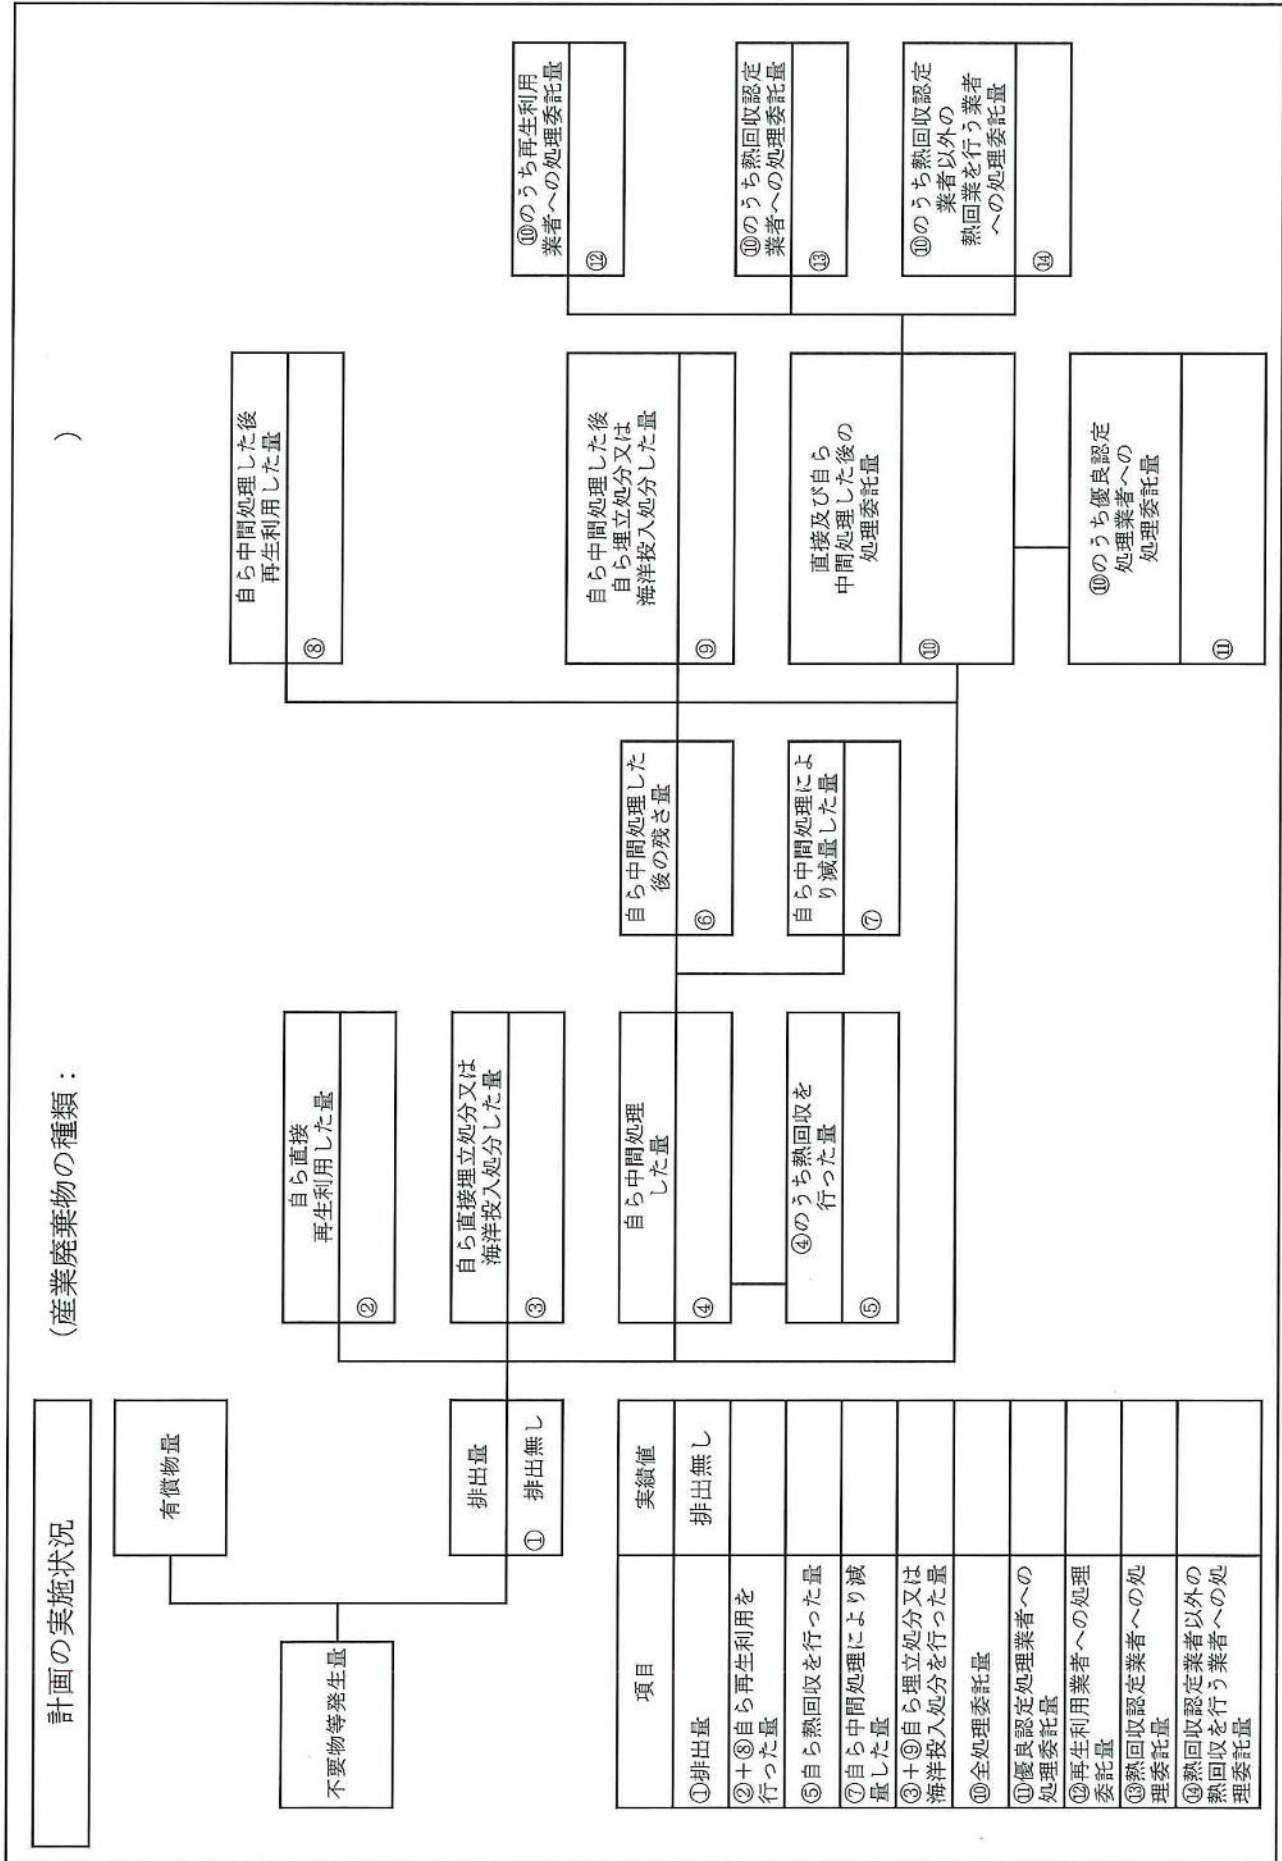 計画の実施状況
(産業廃棄物の種類:
)
有償物量
不要物等発生量
排出量
① 排出無し
自ら直接
再生利用した量
②
自ら直接埋立処分又は
海洋投入処分した量
③
自ら中間処理
した量
④
④のうち熱回収を
行った量
⑤
自ら中間処理した
後の残さ量
⑥
自ら中間処理によ
り減量した量
⑦
自ら中間処理した後
再生利用した量
⑧
自ら中間処理した後
自ら埋立処分又は
海洋投入処分した量
⑨
直接及び自ら
中間処理した後の
処理委託量
⑩
⑩のうち優良認定
処理業者への
処理委託量
⑪
⑩のうち再生利用
業者への処理委託量
⑫
⑩のうち熱回収認定
業者への処理委託量
⑬
⑩のうち熱回収認定
業者以外の
熱回業を行う業者
への処理委託量
⑭
項目 実績値
①排出量 排出無し
②+⑧自ら再生利用を
行った量
⑤自ら熱回収を行った量
⑦自ら中間処理により減
量した量
③+⑨自ら埋立処分又は
海洋投入処分を行った量
⑩全処理委託量
⑪優良認定処理業者への
処理委託量
⑫再生利用業者への処理
委託量
⑬熱回収認定業者への処
理委託量
⑭熱回収認定業者以外の
熱回収を行う業者への処
理委託量